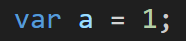 var a = 1;